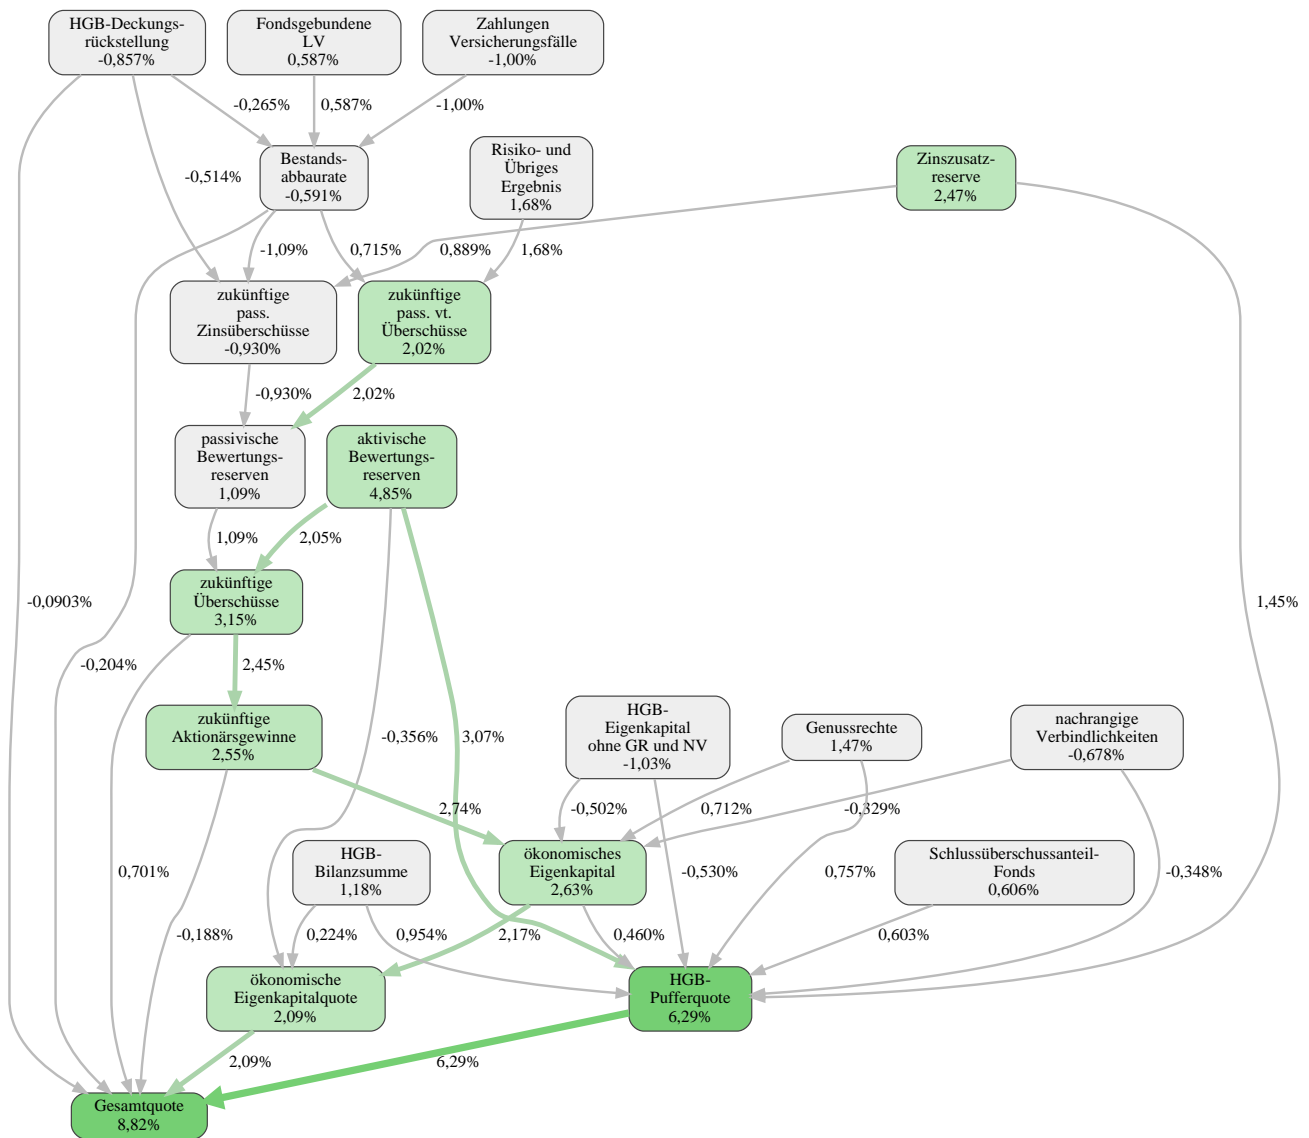 HGB-Deckungs-
rückstellung
-0,857%
Fondsgebundene
LV
0,587%
Zahlungen
Versicherungsfälle
-1,00%
-0,265%
0,587%
-1,00%
Bestands-
abbaurate
-0,591%
Risiko- und
Übriges
Ergebnis
1,68%
Zinszusatz-
reserve
2,47%
-0,514%
-1,09%
0,715%
0,889%
1,68%
zukünftige
pass.
Zinsüberschüsse
-0,930%
zukünftige
pass. vt.
Überschüsse
2,02%
-0,930%
2,02%
passivische
Bewertungs-
reserven
1,09%
aktivische
Bewertungs-
reserven
4,85%
1,09%
2,05%
zukünftige
Überschüsse
3,15%
-0,0903%
1,45%
-0,204%
2,45%
zukünftige
Aktionärsgewinne
2,55%
-0,356%
3,07%
HGB-
Eigenkapital
ohne GR und NV
-1,03%
Genussrechte
1,47%
nachrangige
Verbindlichkeiten
-0,678%
2,74%
-0,502%
0,712%
-0,329%
HGB-
Bilanzsumme
1,18%
ökonomisches
Eigenkapital
2,63%
Schlussüberschussanteil-
Fonds
0,606%
0,701%
-0,530%
0,757%
-0,348%
-0,188%
0,224%
0,954%
2,17%
0,460%
0,603%
ökonomische
Eigenkapitalquote
2,09%
HGB-
Pufferquote
6,29%
2,09%
6,29%
Gesamtquote
8,82%